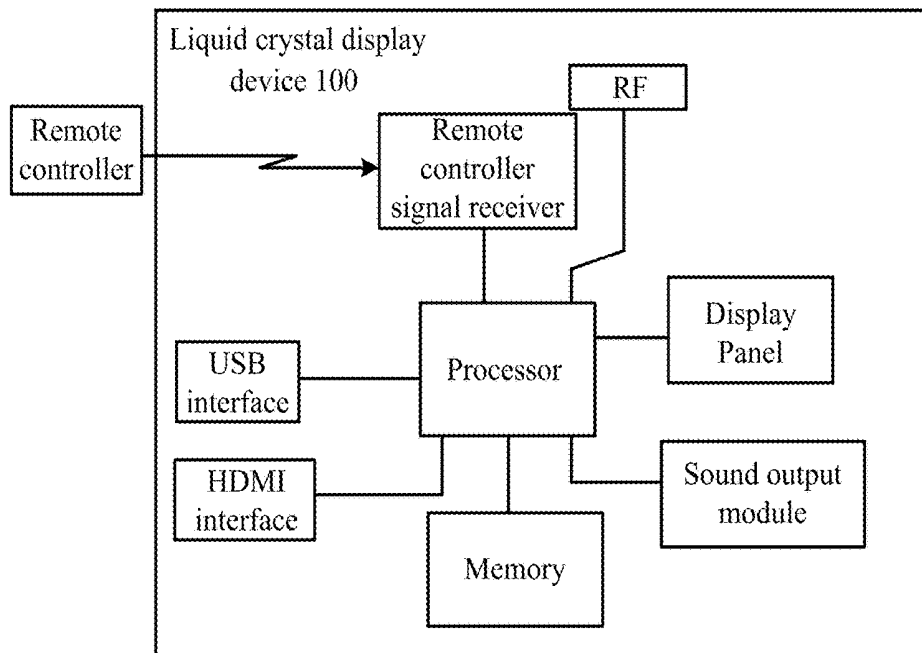 Liquid crystal display
device 100
RF
Remote
controller
Remote
controller
signal receiver
Display
Panel
Processor
USB
interface
HDMI
interface
Sound output
module
Memory